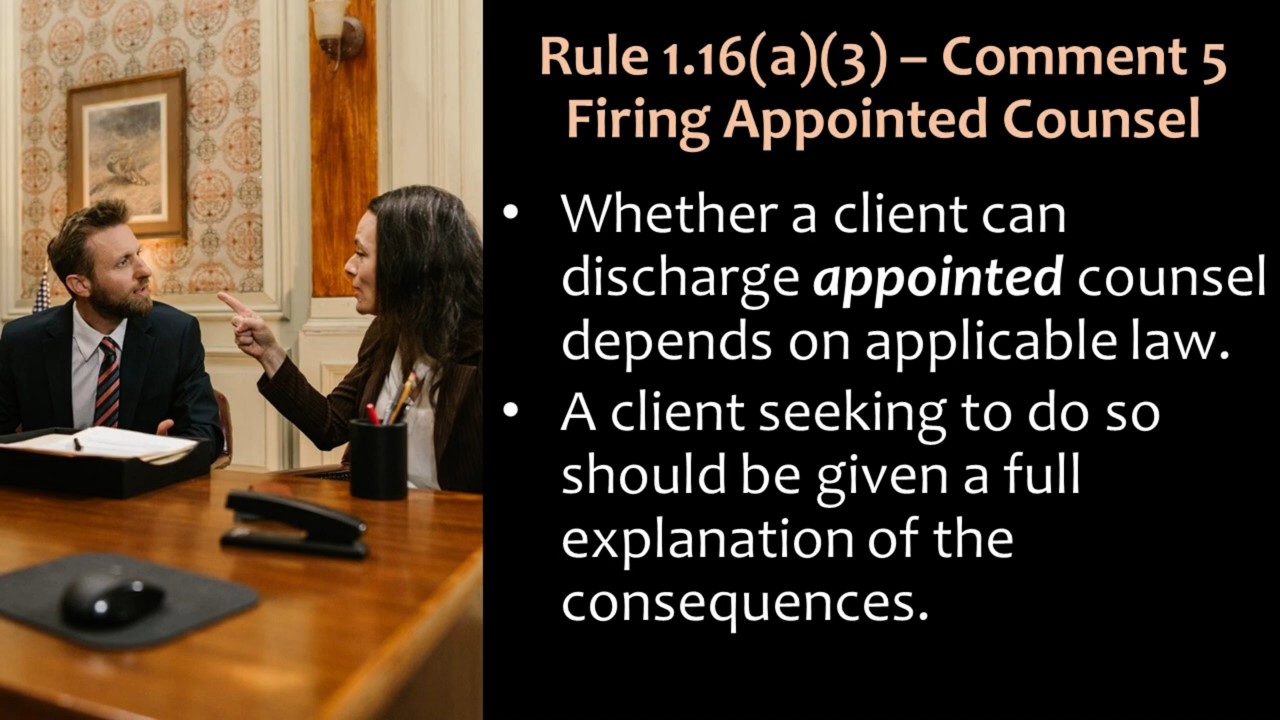 Rule 1.16(a)(3) – Comment 5
Firing Appointed Counsel
• Whether a client can
discharge appointed counsel
depends on applicable law.
• A client seeking to do so
should be given a full
explanation of the
consequences.